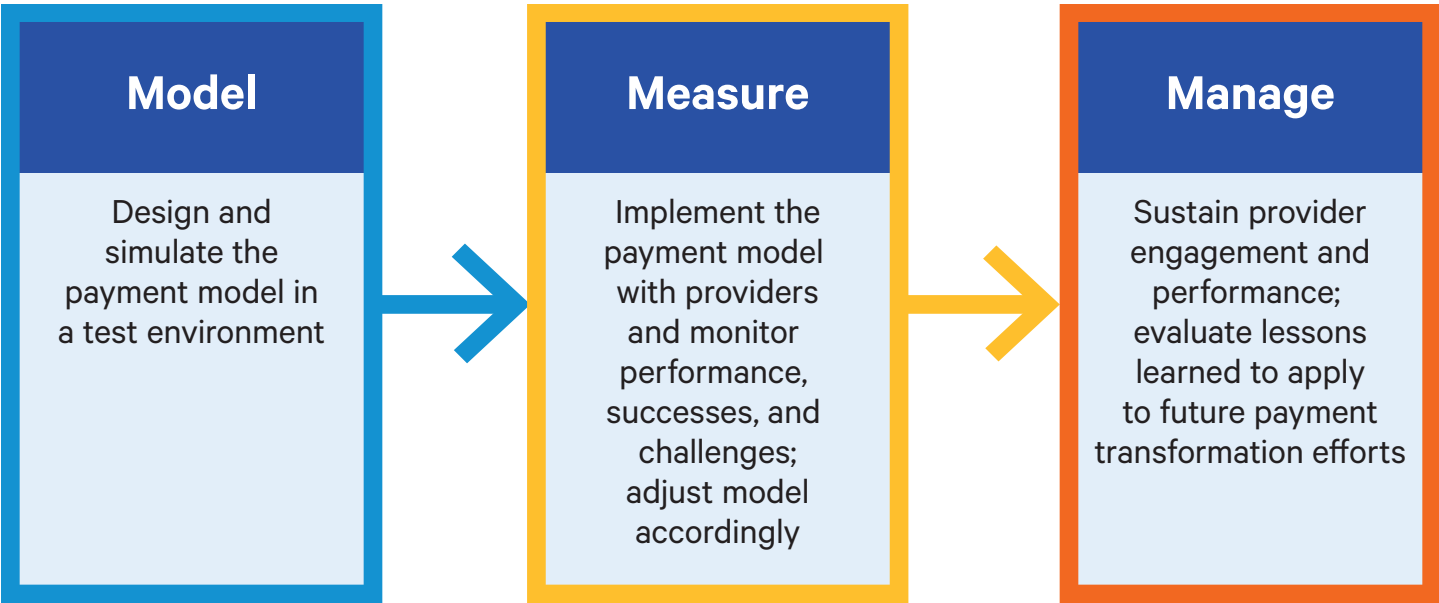 Model
Design and
simulate the
payment model in
a test environment
Measure
Implement the
payment model
with providers
and monitor
performance,
successes, and
challenges;
adjust model
accordingly
Manage
Sustain provider
engagement and
performance;
evaluate lessons
learned to apply
to future payment
transformation efforts